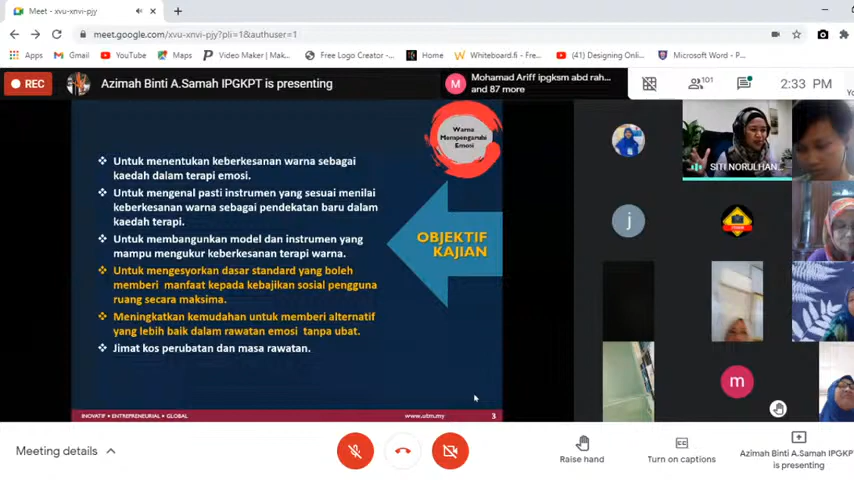 Meet - xvu-xnvi-pjy
meet.google.com/xvu-xnvi-pjy?pli=1&authuser=1
Apps
Gmail
YouTube
Maps
Video Maker | Mak...
Free Logo Creator -...
Home
Whiteboard.fi - Fre...
(41) Designing Onli...
Microsoft Word - P...
REC
Azimah Binti A.Samah IPGKPT is presenting
M
Mohamad Ariff ipgksm abd rah...
and 87 more
101
2:33 PM
Warna
Mempengaruhi
Emosi
Untuk menentukan keberkesanan warna sebagai
kaedah dalam terapi emosi.
Untuk mengenal pasti instrumen yang sesuai menilai
keberkesanan warna sebagai pendekatan baru dalam
kaedah terapi.
Untuk membangunkan model dan instrumen yang
mampu mengukur keberkesanan terapi warna.
Untuk mengesyorkan dasar standard yang boleh
memberi manfaat kepada kebajikan sosial pengguna
ruang secara maksima.
Meningkatkan kemudahan untuk memberi alternatif
yang lebih baik dalam rawatan emosi tanpa ubat.
Jimat kos perubatan dan masa rawatan.
OBJEKTIF
KAJIAN
INOVATIF • ENTREPRENEURIAL • GLOBAL
www.utm.my
3
SITI NORULHAN...
j
m
Meeting details
Raise hand
Turn on captions
Azimah Binti A.Samah IPGKP
is presenting